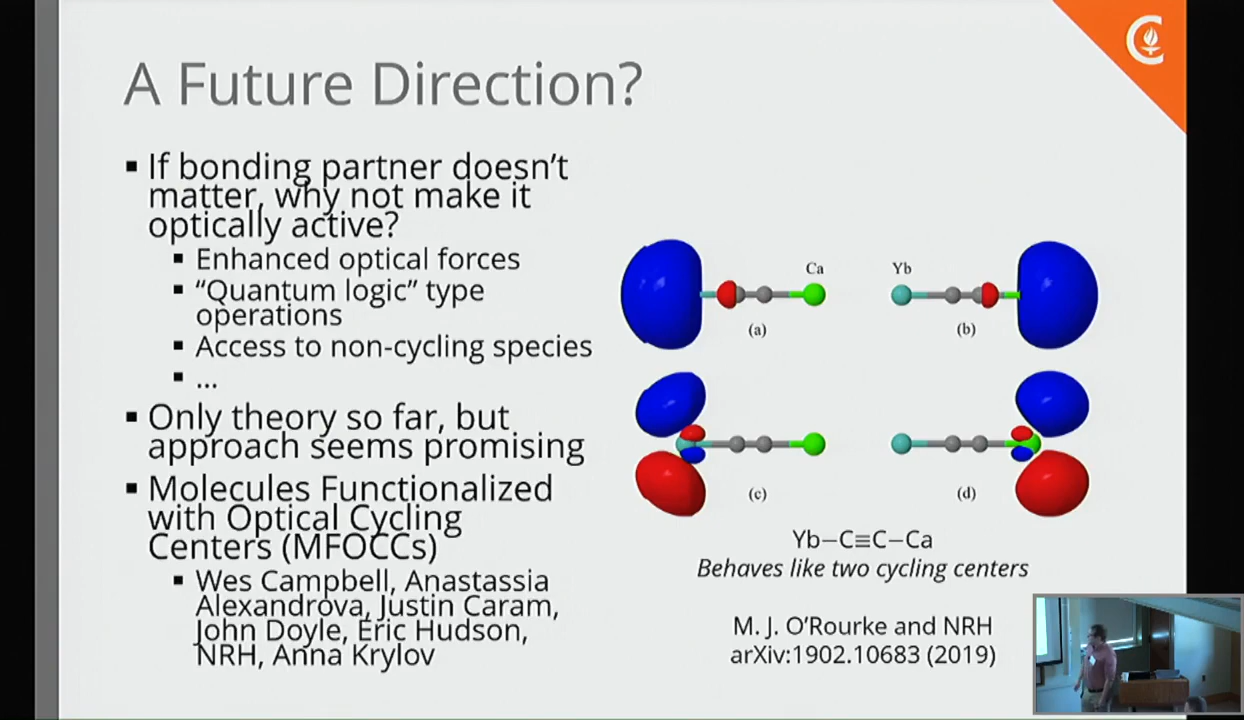 A Future Direction?
▪ If bonding partner doesn't
matter, why not make it
optically active?
▪ Enhanced optical forces
▪ “Quantum logic” type
operations
▪ Access to non-cycling species
▪ ...
▪ Only theory so far, but
approach seems promising
▪ Molecules Functionalized
with Optical Cycling
Centers (MFOCCs)
▪ Wes Campbell, Anastassia
Alexandrova, Justin Caram,
John Doyle, Eric Hudson,
NRH, Anna Krylov
Ca
Yb
(a)
(b)
(c)
(d)
Yb−C≡C−Ca
Behaves like two cycling centers
M. J. O'Rourke and NRH
arXiv:1902.10683 (2019)